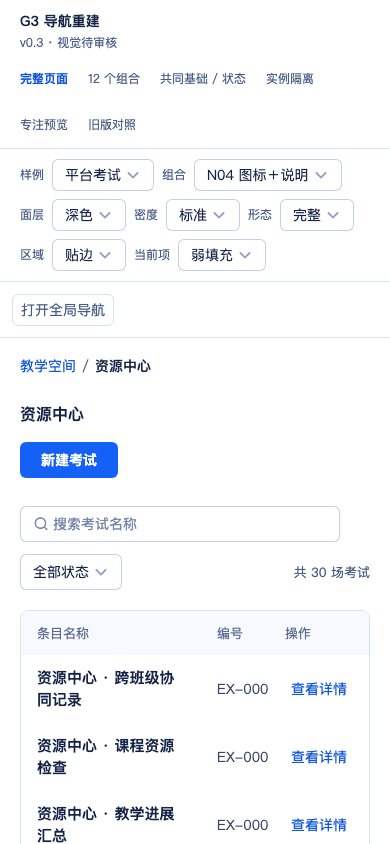 G3 导航重建
v0.3 · 视觉待审核
完整页面 12 个组合 共同基础 / 状态 实例隔离
专注预览 旧版对照
样例 平台考试 组合 N04 图标＋说明
面层 深色 密度 标准 形态 完整
区域 贴边 当前项 弱填充
打开全局导航
教学空间 / 资源中心
资源中心
新建考试
搜索考试名称
全部状态 共 30 场考试
条目名称 编号 操作
资源中心 · 跨班级协
同记录 EX-000 查看详情
资源中心 · 课程资源
检查 EX-000 查看详情
资源中心 · 教学进展
汇总 EX-000 查看详情